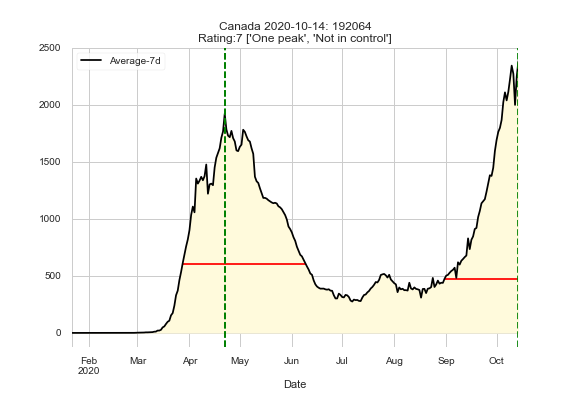 Canada 2020-10-14: 192064
Rating:7 ['One peak', 'Not in control']
Average-7d
2500
2000
1500
1000
500
0
Feb Mar Apr May Jun Jul Aug Sep Oct
2020
Date